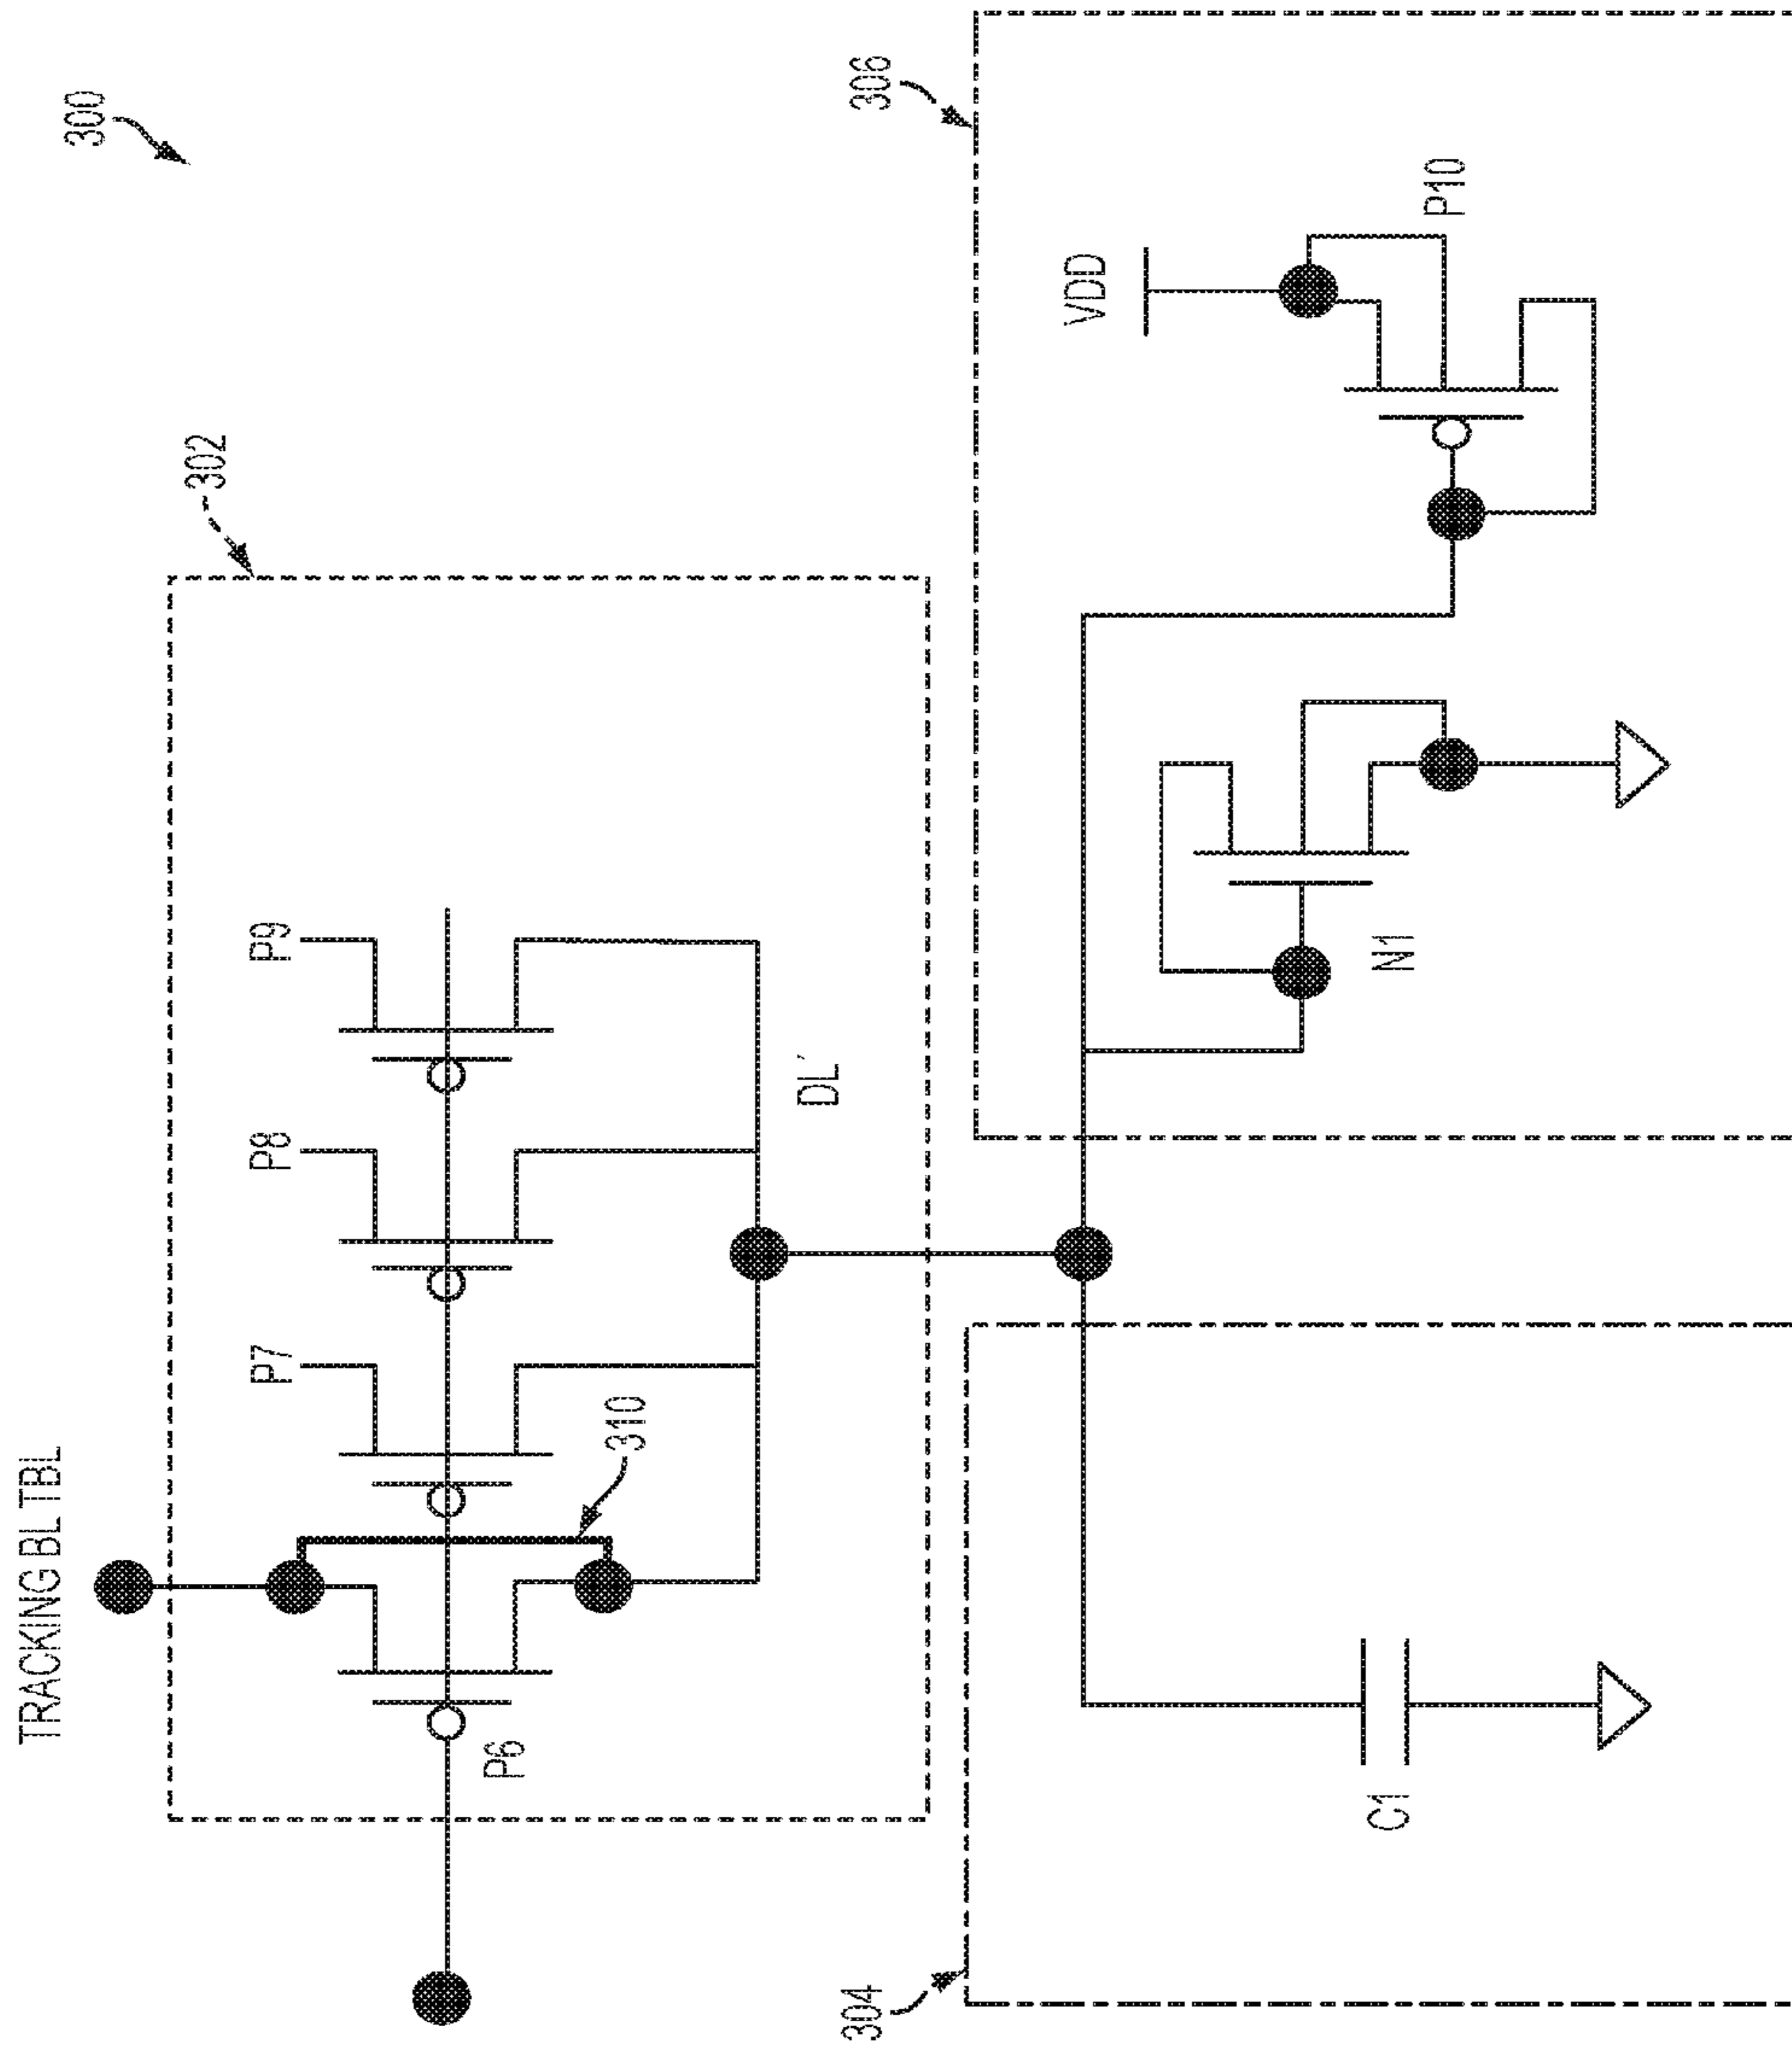 300
TRACKING BL TBL
302
P6
P7
P8
P9
310
DL´
304
C1
306
N1
VDD
P10